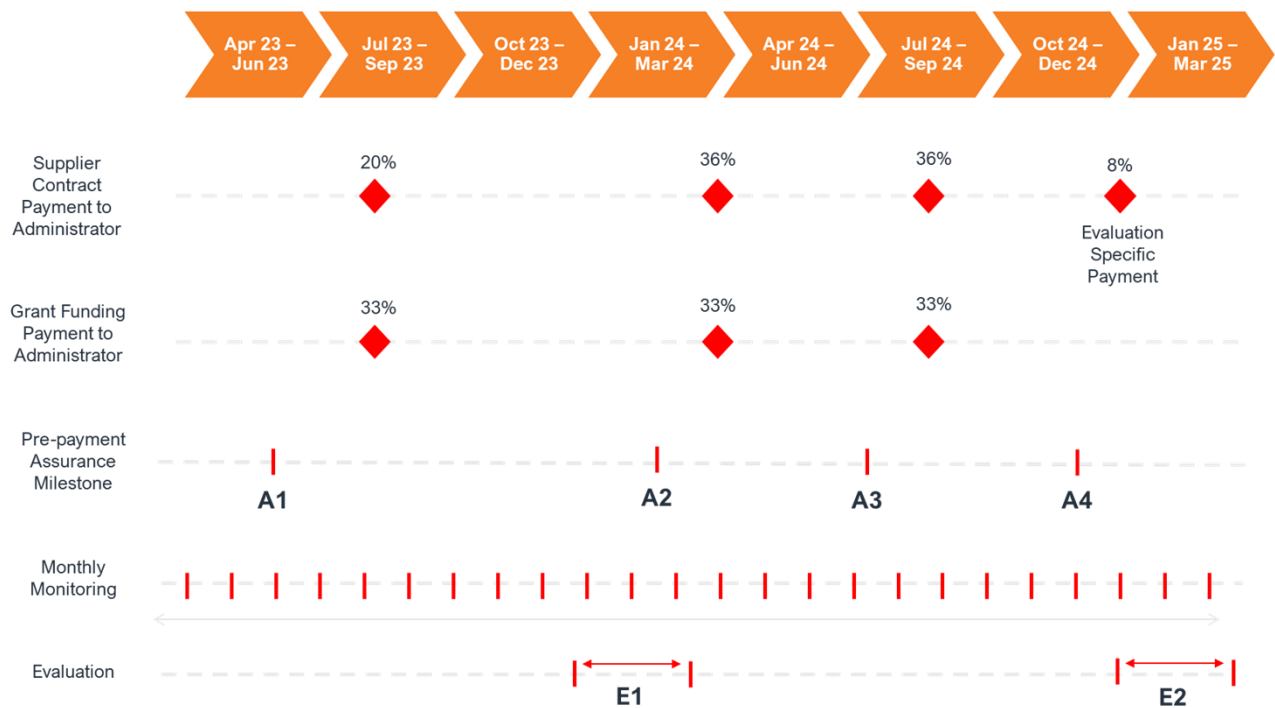 Apr 23 –
Jun 23
Jul 23 –
Sep 23
Oct 23 –
Dec 23
Jan 24 –
Mar 24
Apr 24 –
Jun 24
Jul 24 –
Sep 24
Oct 24 –
Dec 24
Jan 25 –
Mar 25
Supplier
Contract
Payment to
Administrator
20%
36%
36%
8%
Evaluation
Specific
Payment
Grant Funding
Payment to
Administrator
33%
33%
33%
Pre-payment
Assurance
Milestone
A1
A2
A3
A4
Monthly
Monitoring
Evaluation
E1
E2